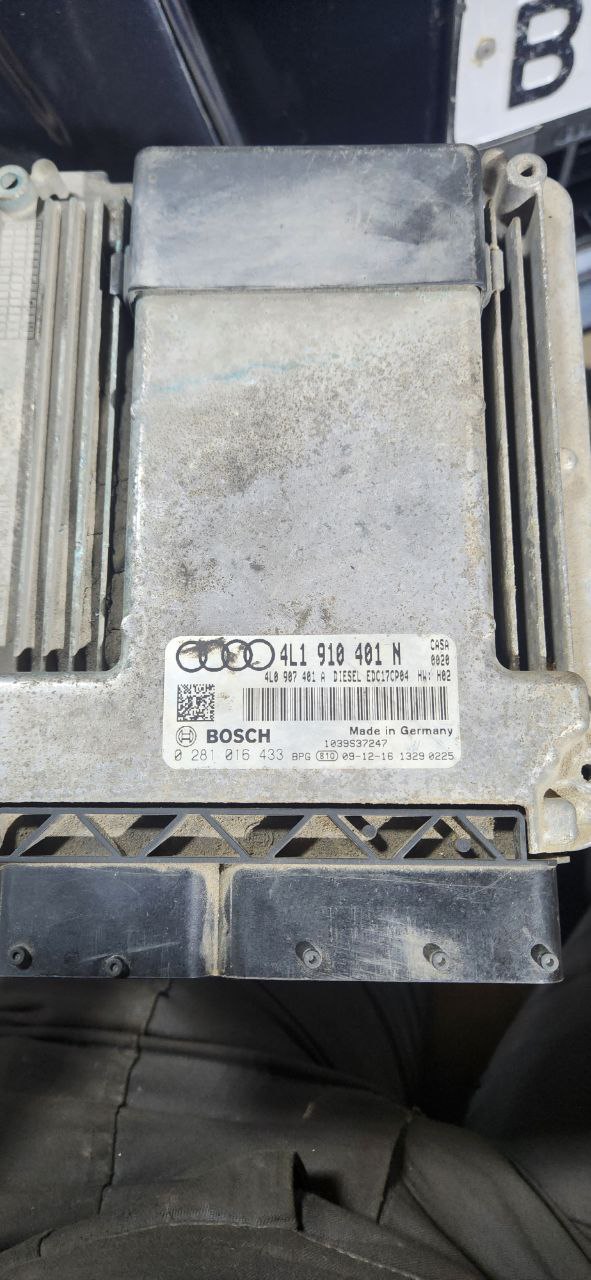 B
4L1 910 401 N
CASA
0020
4L0 907 401 A DIESEL EDC17CP04 HW: H02
BOSCH
Made in Germany
1039S37247
0 281 016 433 BPG 810 09-12-16 1329 0225